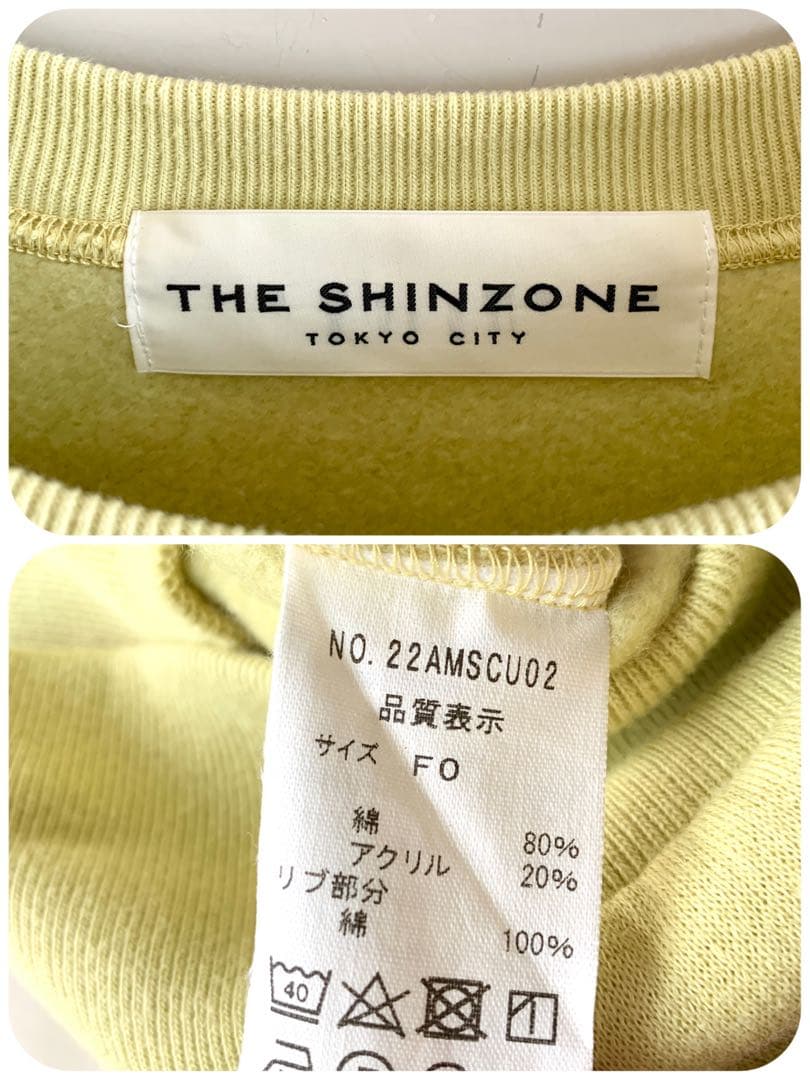 THE SHINZONE
TOKYO CITY
NO. 22AMSCU02
品質表示
サイズ FO
綿 80%
アクリル 20%
リブ部分
綿 100%
40